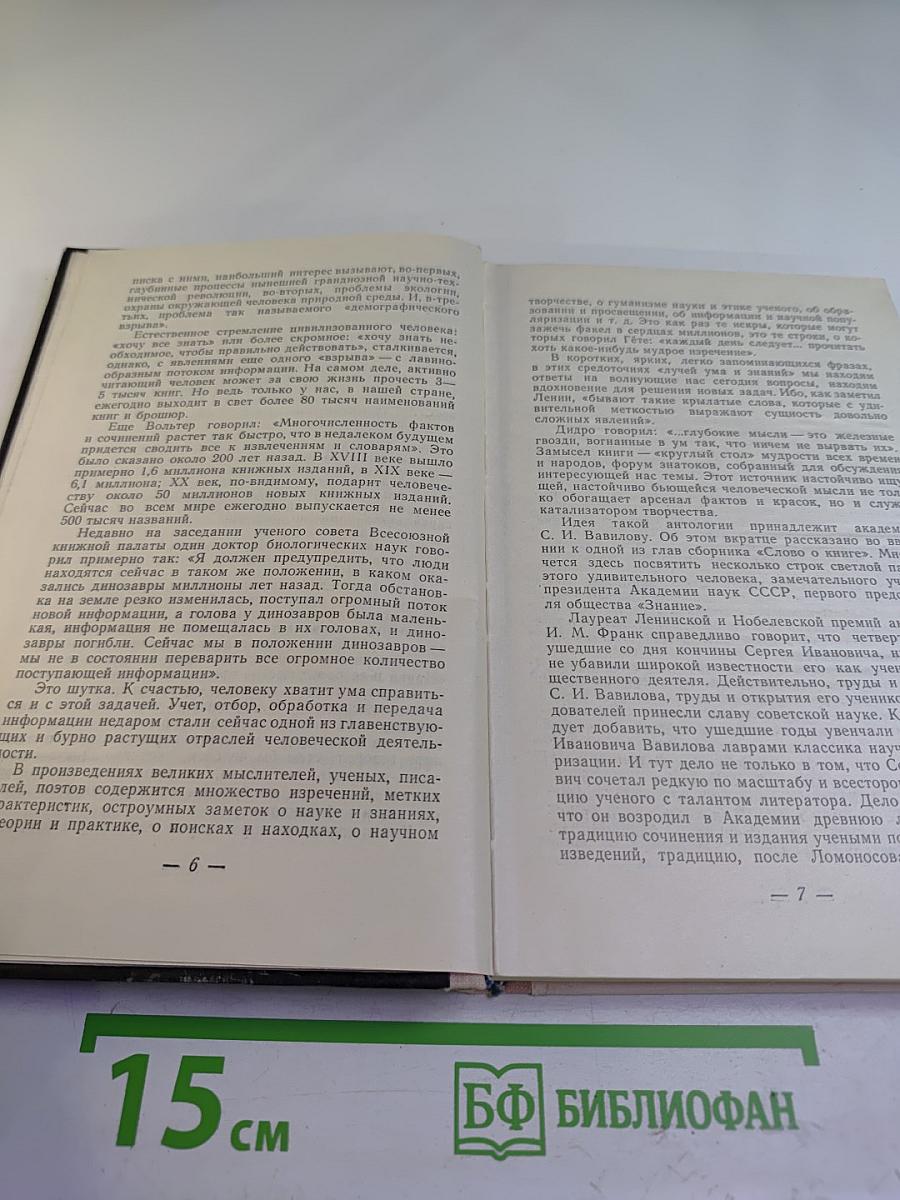 писка с ними, наибольший интерес вызывают, во-первых,
глубинные процессы нынешней грандиозной научно-тех-
нической революции, во-вторых, проблемы экологии,
охраны окружающей человека природной среды. И, в-тре-
тьих, проблема так называемого «демографического
взрыва».
Естественное стремление цивилизованного человека:
«хочу все знать» или более скромное: «хочу знать не-
обходимое, чтобы правильно действовать», сталкивается,
однако, с явлениями еще одного «взрыва» — с лавино-
образным потоком информации. На самом деле, активно
читающий человек может за свою жизнь прочесть 3—
5 тысяч книг. Но ведь только у нас, в нашей стране,
ежегодно выходит в свет более 80 тысяч наименований
книг и брошюр.
Еще Вольтер говорил: «Многочисленность фактов
и сочинений растет так быстро, что в недалеком будущем
придется сводить все к извлечениям и словарям». Это
было сказано около 200 лет назад. В XVIII веке вышло
примерно 1,6 миллиона книжных изданий, в XIX веке —
6,1 миллиона; XX век, по-видимому, подарит человече-
ству около 50 миллионов новых книжных изданий.
Сейчас во всем мире ежегодно выпускается не менее
500 тысяч названий.
Недавно на заседании ученого совета Всесоюзной
книжной палаты один доктор биологических наук гово-
рил примерно так: «Я должен предупредить, что люди
находятся сейчас в таком же положении, в каком ока-
зались динозавры миллионы лет назад. Тогда обстанов-
ка на земле резко изменилась, поступал огромный поток
новой информации, а голова у динозавров была малень-
кая, информация не помещалась в их головах, и дино-
завры погибли. Сейчас мы в положении динозавров —
мы не в состоянии переварить все огромное количество
поступающей информации».
Это шутка. К счастью, человеку хватит ума справить-
ся и с этой задачей. Учет, отбор, обработка и передача
информации недаром стали сейчас одной из главенствую-
щих и бурно растущих отраслей человеческой деятель-
ности.
В произведениях великих мыслителей, ученых, писа-
лей, поэтов содержится множество изречений, метких
рактеристик, остроумных заметок о науке и знаниях,
еории и практике, о поисках и находках, о научном
— 6 —
творчестве, о гуманизме науки и этике ученого, об обра-
зовании и просвещении, об информации и научной попу-
ляризации и т. д. Это как раз те искры, которые могут
зажечь факел в сердцах миллионов, это те строки, о ко-
торых говорил Гёте: «каждый день следует... прочитать
хоть какое-нибудь мудрое изречение».
В коротких, ярких, легко запоминающихся фразах,
в этих средоточиях «лучей ума и знаний» мы находим
ответы на волнующие нас сегодня вопросы, находим
вдохновение для решения новых задач. Ибо, как заметил
Ленин, «бывают такие крылатые слова, которые с уди-
вительной меткостью выражают сущность довольно
сложных явлений».
Дидро говорил: «...глубокие мысли — это железные
гвозди, вогнанные в ум так, что ничем не вырвать их».
Замысел книги — «круглый стол» мудрости всех времен
и народов, форум знатоков, собранный для обсуждения
интересующей нас темы. Этот источник настойчиво ищу
щей, настойчиво бьющейся человеческой мысли не тол
ко обогащает арсенал фактов и красок, но и служ
катализатором творчества.
Идея такой антологии принадлежит академ
С. И. Вавилову. Об этом вкратце рассказано во вв
нии к одной из глав сборника «Слово о книге». Мн
чется здесь посвятить несколько строк светлой па
этого удивительного человека, замечательного уч
президента Академии наук СССР, первого предс
ля общества «Знание».
Лауреат Ленинской и Нобелевской премий ак
И. М. Франк справедливо говорит, что четверт
ушедшие со дня кончины Сергея Ивановича, ни
не убавили широкой известности его как учен
щественного деятеля. Действительно, труды и
С. И. Вавилова, труды и открытия его ученико
дователей принесли славу советской науке. К
дует добавить, что ушедшие годы увенчали
Ивановича Вавилова лаврами классика науч
ризации. И тут дело не только в том, что Се
вич сочетал редкую по масштабу и всесторон
цию ученого с талантом литератора. Дело
что он возродил в Академии древнюю л
традицию сочинения и издания учеными по
изведений, традицию, после Ломоносова
— 7 —
15 см
БФ БИБЛИОФАН